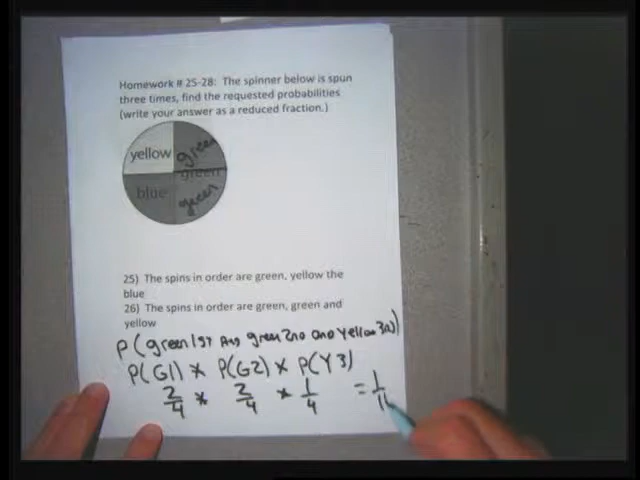 Homework # 25-28: The spinner below is spun
three times, find the requested probabilities
(write your answer as a reduced fraction.)
yellow
green
green
blue
green
25) The spins in order are green, yellow the
blue
26) The spins in order are green, green and
yellow
P(green 1st and green 2nd and yellow 3rd)
P(G1) * P(G2) * P(Y3)
2/4 * 2/4 * 1/4 = 1/1